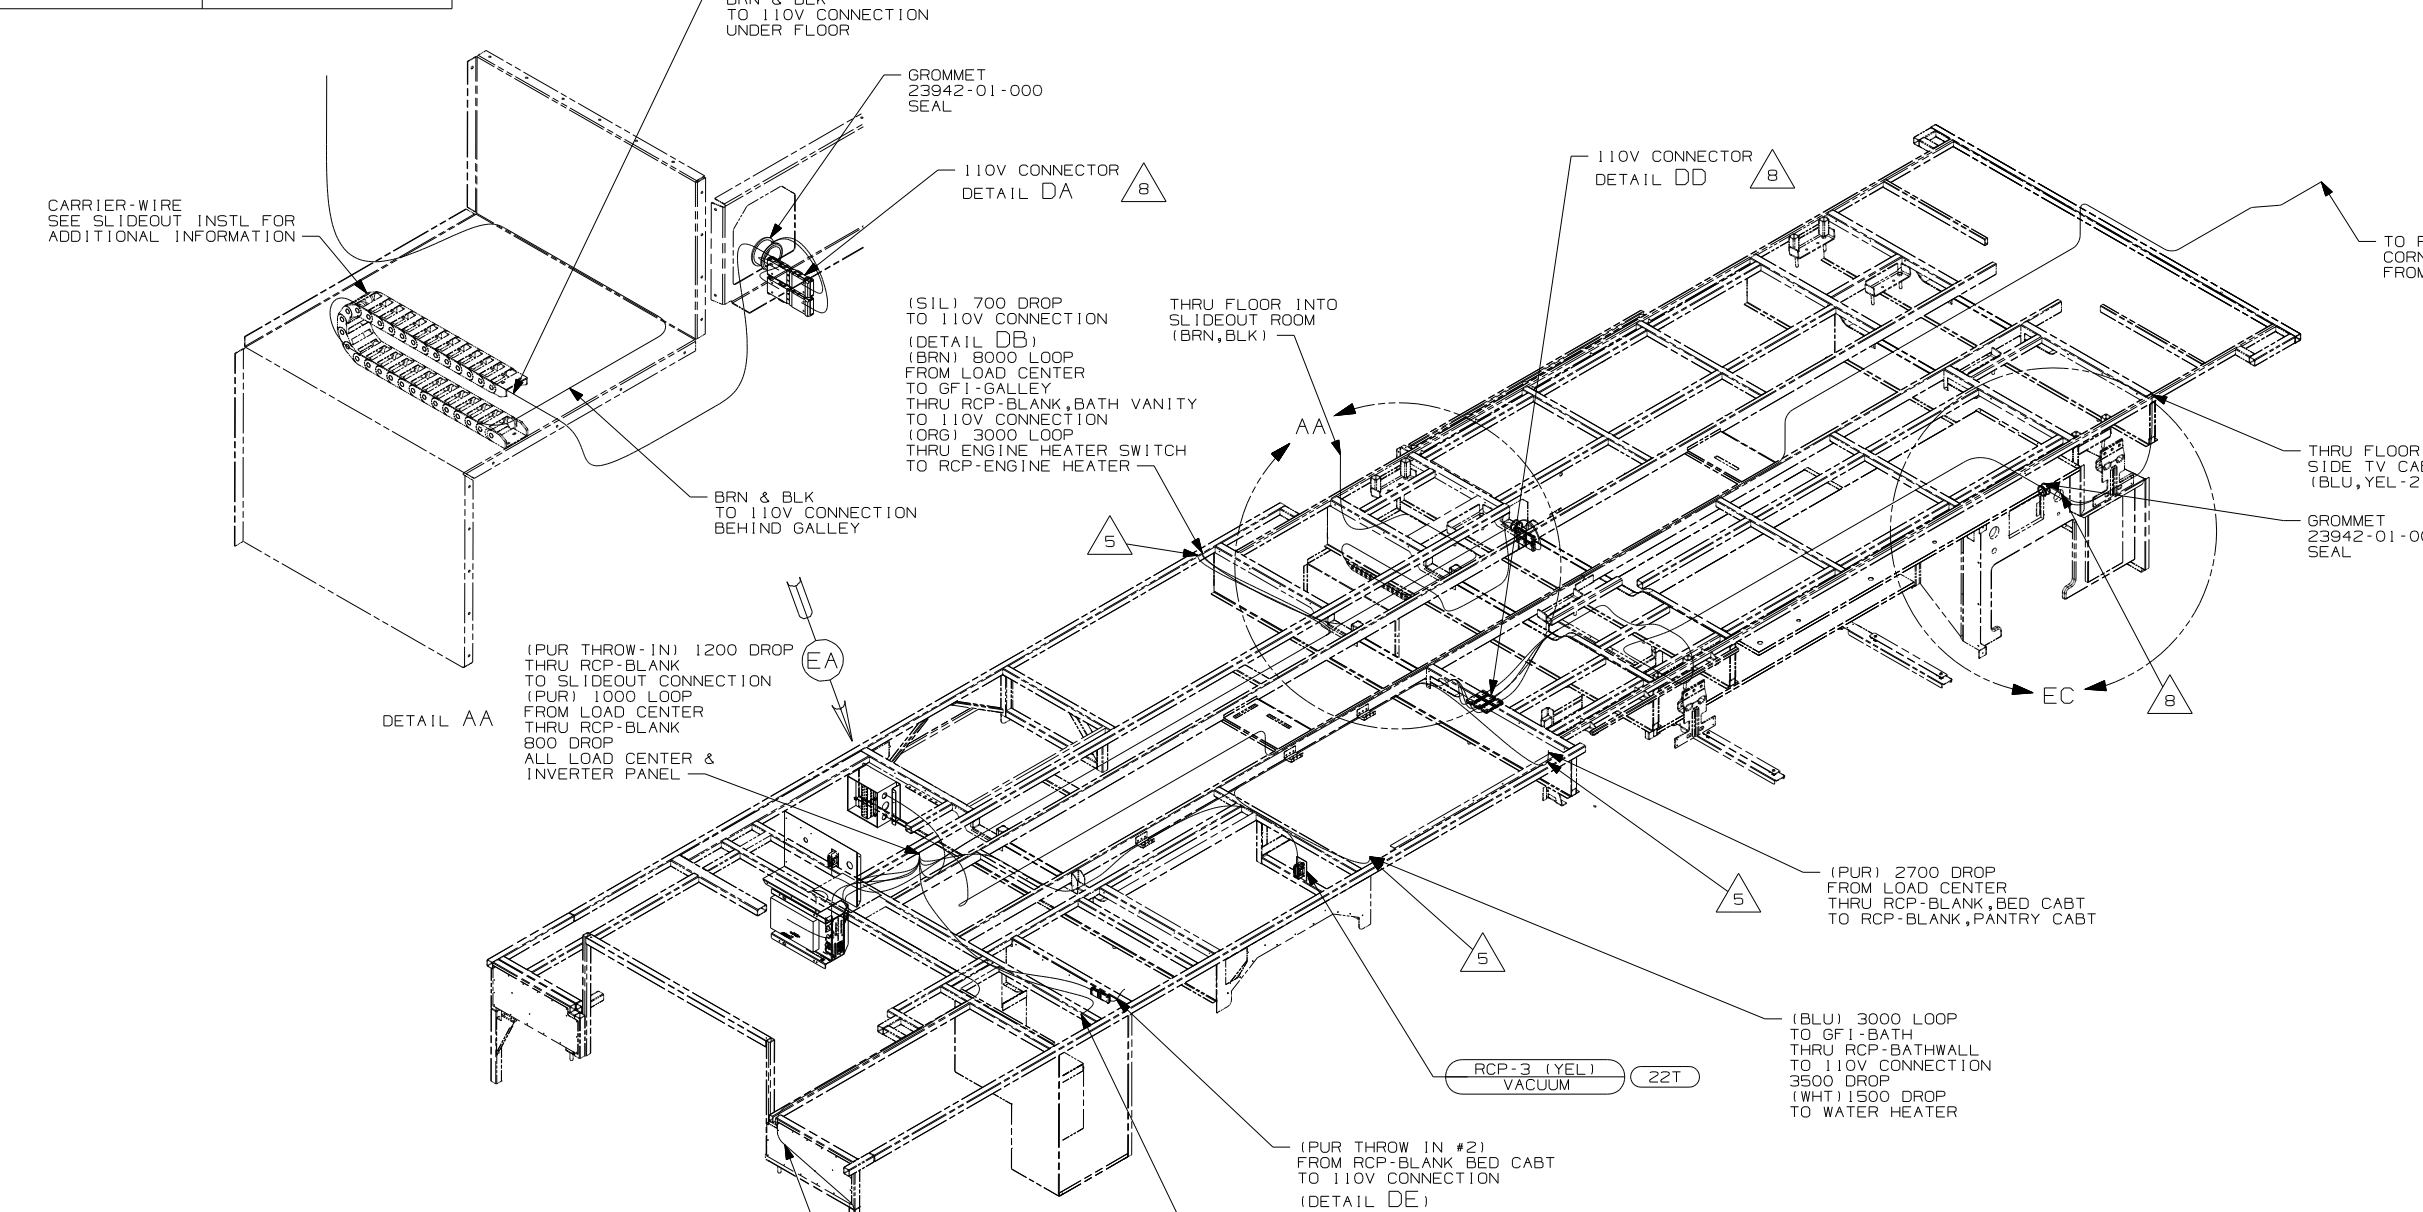 BRN & BLK
TO 110V CONNECTION
UNDER FLOOR
GROMMET
23942-01-000
SEAL
110V CONNECTOR
DETAIL DA
8
CARRIER-WIRE
SEE SLIDEOUT INSTL FOR
ADDITIONAL INFORMATION
110V CONNECTOR
DETAIL DD
8
(SIL) 700 DROP
TO 110V CONNECTION
(DETAIL DB)
(BRN) 8000 LOOP
FROM LOAD CENTER
TO GFI-GALLEY
THRU RCP-BLANK,BATH VANITY
TO 110V CONNECTION
(ORG) 3000 LOOP
THRU ENGINE HEATER SWITCH
TO RCP-ENGINE HEATER
THRU FLOOR INTO
SLIDEOUT ROOM
(BRN,BLK)
AA
5
BRN & BLK
TO 110V CONNECTION
BEHIND GALLEY
THRU FLOOR
SIDE TV
(BLU,YEL-2
GROMMET
SEAL
EC
8
(PUR THROW-IN) 1200 DROP
THRU RCP-BLANK
TO SLIDEOUT CONNECTION
(PUR) 1000 LOOP
FROM LOAD CENTER
THRU RCP-BLANK
800 DROP
ALL LOAD CENTER &
INVERTER PANEL
EA
DETAIL AA
(PUR) 2700 DROP
FROM LOAD CENTER
THRU RCP-BLANK,BED CABT
TO RCP-BLANK,PANTRY CABT
5
5
(BLU) 3000 LOOP
TO GFI-BATH
THRU RCP-BATHWALL
TO 110V CONNECTION
3500 DROP
(WHT)1500 DROP
TO WATER HEATER
RCP-3 (YEL)
VACUUM
22T
(PUR THROW IN #2)
FROM RCP-BLANK BED CABT
TO 110V CONNECTION
(DETAIL DE)